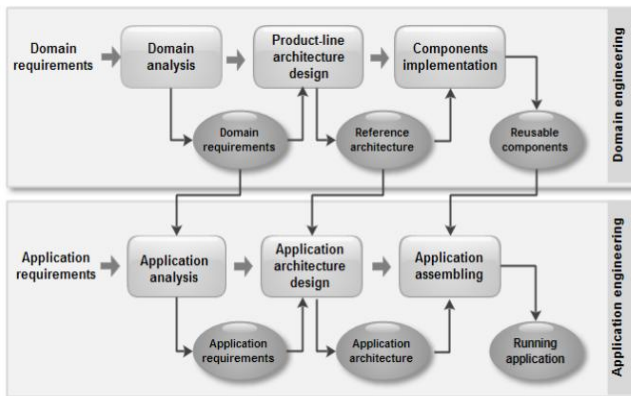 Domain
requirements
Domain
analysis
Product-line
architecture
design
Components
implementation
Domain
requirements
Reference
architecture
Reusable
components
Domain engineering
Application
requirements
Application
analysis
Application
architecture
design
Application
assembling
Application
requirements
Application
architecture
Running
application
Application engineering